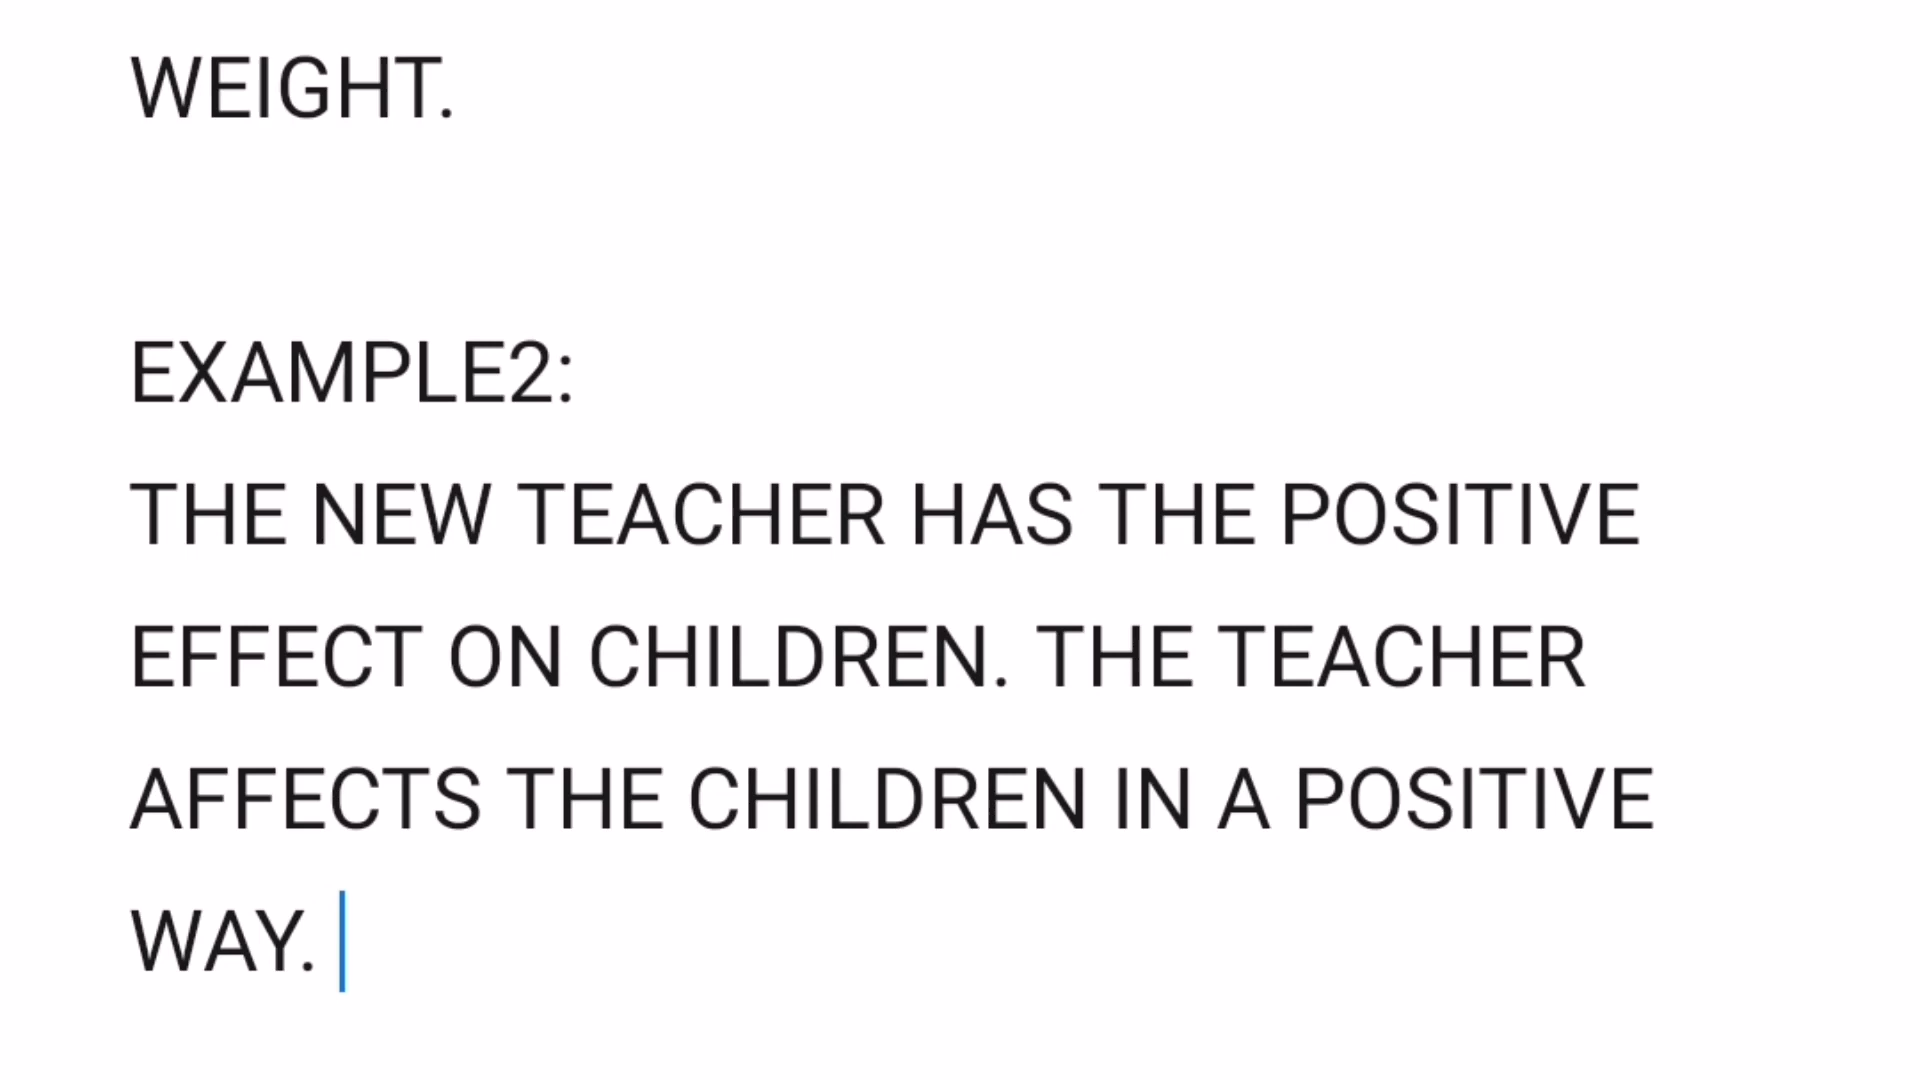 WEIGHT.
EXAMPLE2:
THE NEW TEACHER HAS THE POSITIVE
EFFECT ON CHILDREN. THE TEACHER
AFFECTS THE CHILDREN IN A POSITIVE
WAY.